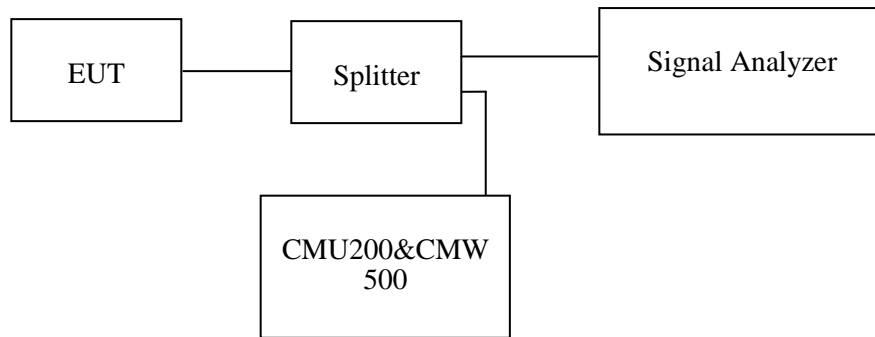 EUT
Splitter
Signal Analyzer
CMU200&CMW
500